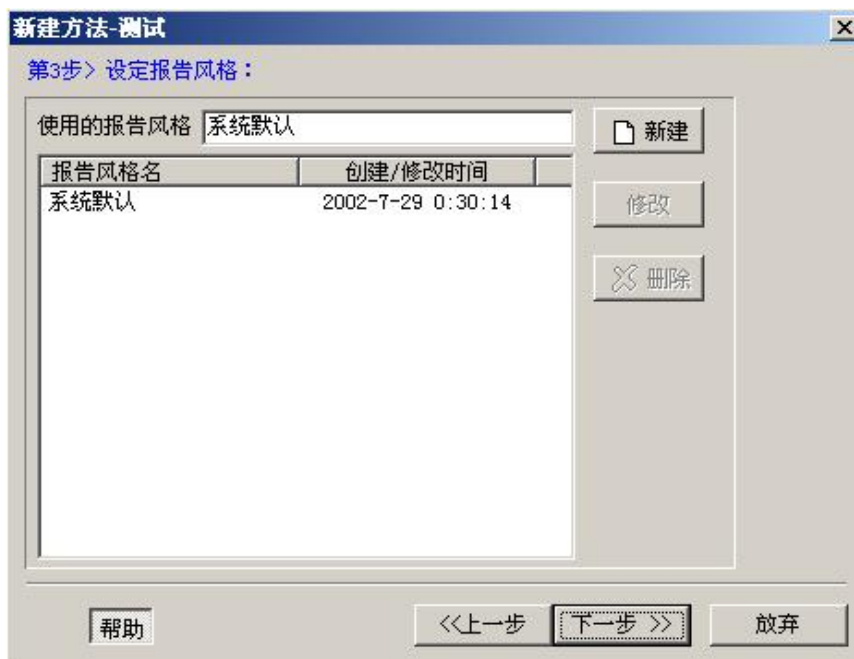 新建方法-测试
第3步> 设定报告风格：
使用的报告风格 系统默认
新建
报告风格名 创建/修改时间
系统默认 2002-7-29 0:30:14
修改
删除
帮助 <<上一步 下一步 >> 放弃